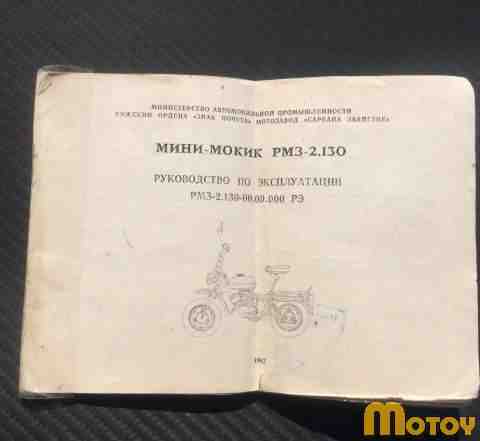 МИНИСТЕРСТВО АВТОМОБИЛЬНОЙ ПРОМЫШЛЕННОСТИ
РИЖСКИЙ ОРДЕНА «ЗНАК ПОЧЕТА» МОТОЗАВОД «САРКАНА ЗВАЙГЗНЕ»
МИНИ-МОКИК РМЗ-2.130
РУКОВОДСТВО ПО ЭКСПЛУАТАЦИИ
РМЗ-2.130-00.00.000 РЭ
Мотоу